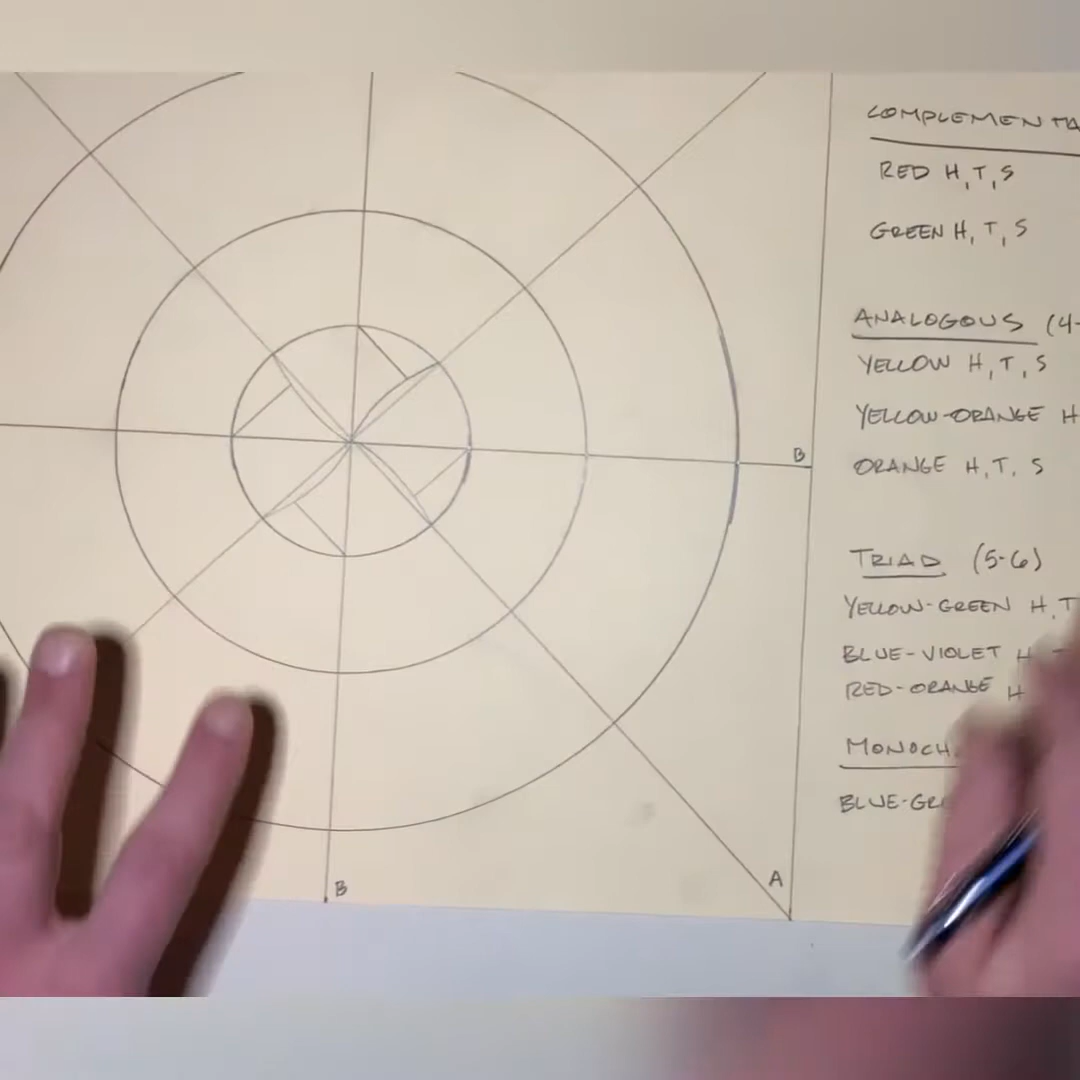 COMPLEMENTA
RED H, T, S
GREEN H, T, S
ANALOGOUS (4-
YELLOW H, T, S
YELLOW-ORANGE H
ORANGE H, T, S
TRIAD (5-6)
YELLOW-GREEN H, T
BLUE-VIOLET H T
RED-ORANGE H
MONOCH
BLUE-GRE
B
B
A